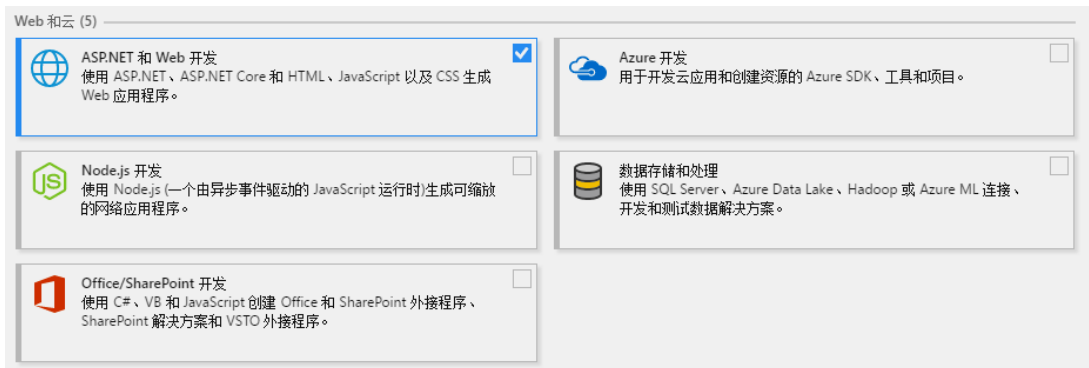 Web 和云 (5)
ASP.NET 和 Web 开发
使用 ASP.NET、ASP.NET Core 和 HTML、JavaScript 以及 CSS 生成
Web 应用程序。
Azure 开发
用于开发云应用和创建资源的 Azure SDK、工具和项目。
Node.js 开发
使用 Node.js (一个由异步事件驱动的 JavaScript 运行时)生成可缩放
的网络应用程序。
数据存储和处理
使用 SQL Server、Azure Data Lake、Hadoop 或 Azure ML 连接、
开发和测试数据解决方案。
Office/SharePoint 开发
使用 C#、VB 和 JavaScript 创建 Office 和 SharePoint 外接程序、
SharePoint 解决方案和 VSTO 外接程序。